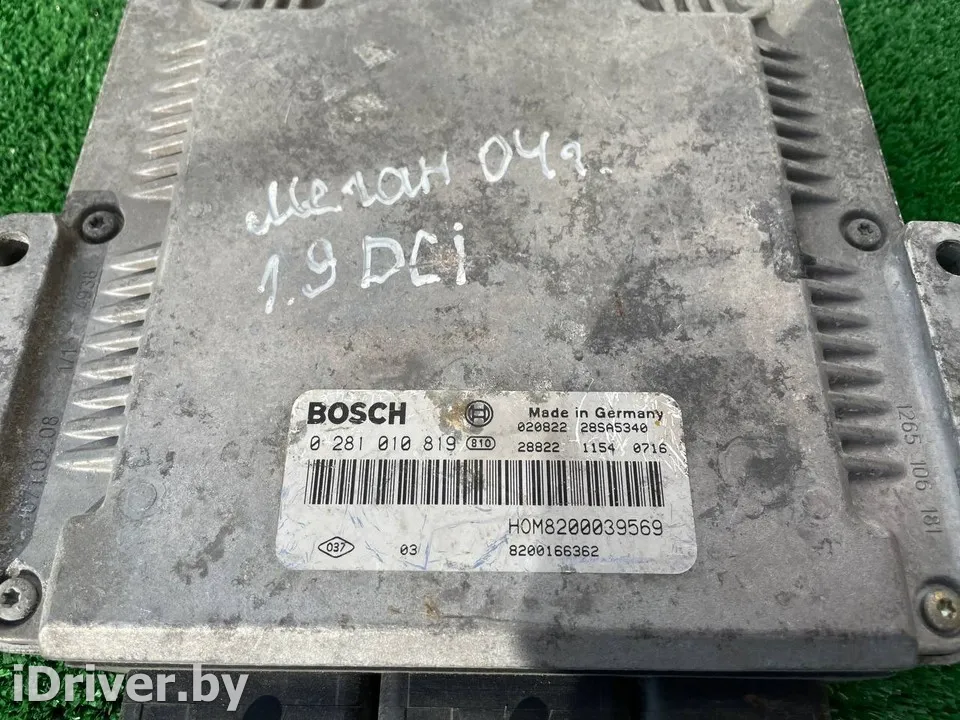 Меган 04г.
1.9 DCi
BOSCH
Made in Germany
020822 28SA5340
0 281 010 819 810
28822 1154 0716
HOM8200039569
037 03 8200166362
1265 106 181
iDriver.by